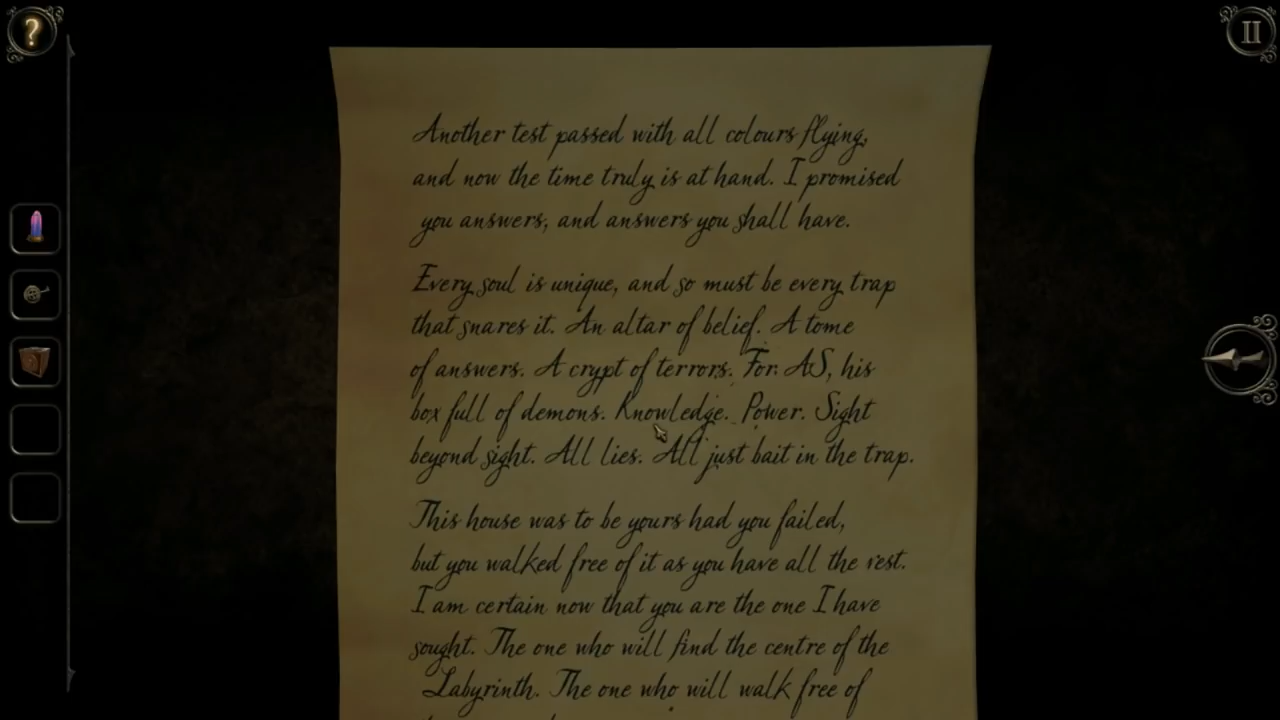 ?
Another test passed with all colours flying,
and now the time truly is at hand. I promised
you answers, and answers you shall have.
Every soul is unique, and so must be every trap
that snares it. An altar of belief. A tome
of answers. A crypt of terrors. For AS, his
box full of demons. Knowledge. Power. Sight
beyond sight. All lies. All just bait in the trap.
This house was to be yours had you failed,
but you walked free of it as you have all the rest.
I am certain now that you are the one I have
sought. The one who will find the centre of the
Labyrinth. The one who will walk free of